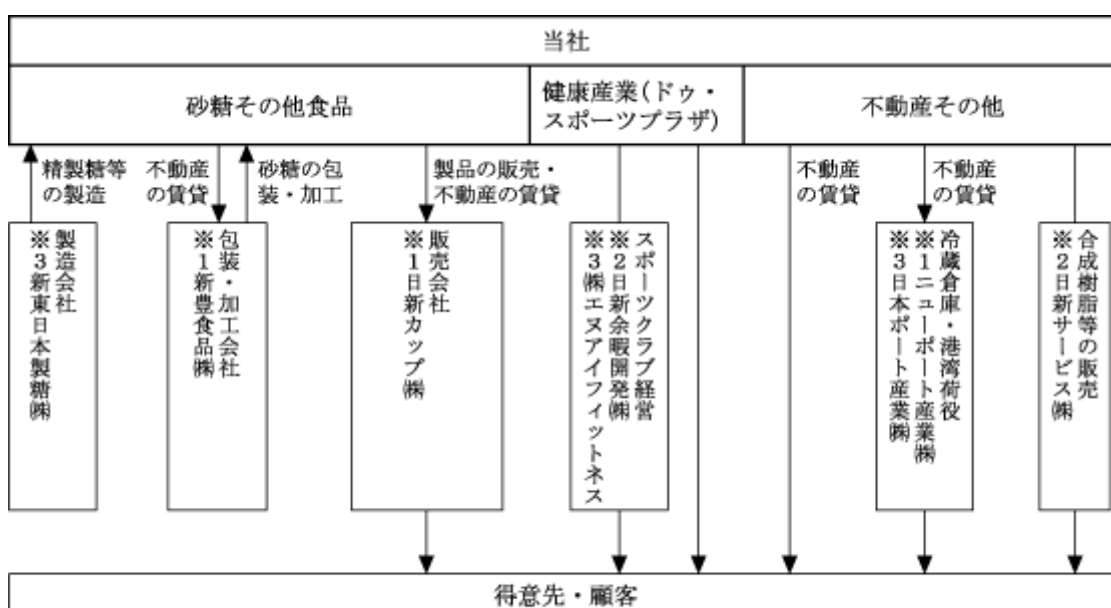 当社
砂糖その他食品
健康産業(ドゥ・
スポーツプラザ)
不動産その他
精製糖等
の製造
不動産
の賃貸
砂糖の包
装・加工
製品の販売・
不動産の賃貸
不動産
の賃貸
不動産
の賃貸
製造会社
※3新東日本製糖㈱
包装・加工会社
※1新豊食品㈱
販売会社
※1日新カップ㈱
スポーツクラブ経営
※2日新余暇開発㈱
※3㈱エヌアイフィットネス
冷蔵倉庫・港湾荷役
※1ニューポート産業㈱
※3日本ポート産業㈱
合成樹脂等の販売
※2日新サービス㈱
得意先・顧客